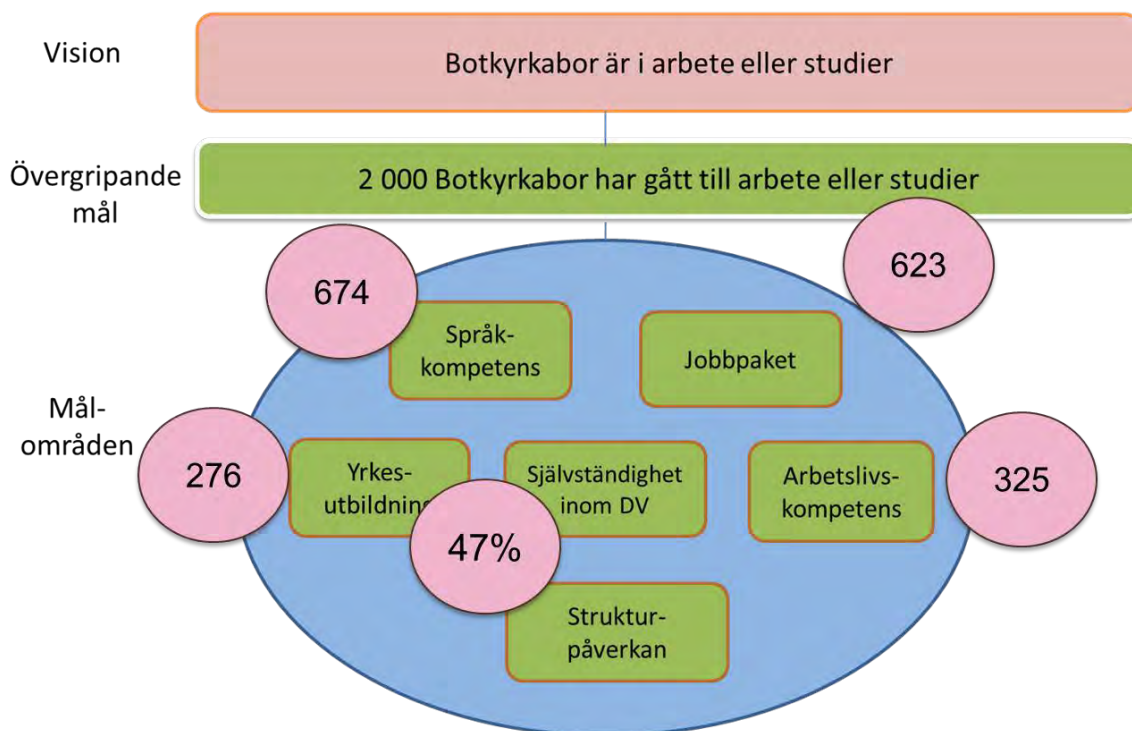 Vision
Botkyrkabor är i arbete eller studier
Övergripande
mål
2 000 Botkyrkabor har gått till arbete eller studier
674
623
Språk-
kompetens
Jobbpaket
Mål-
områden
276
Yrkes-
utbildning
Självständighet
inom DV
Arbetslivs-
kompetens
325
47%
Struktur-
påverkan